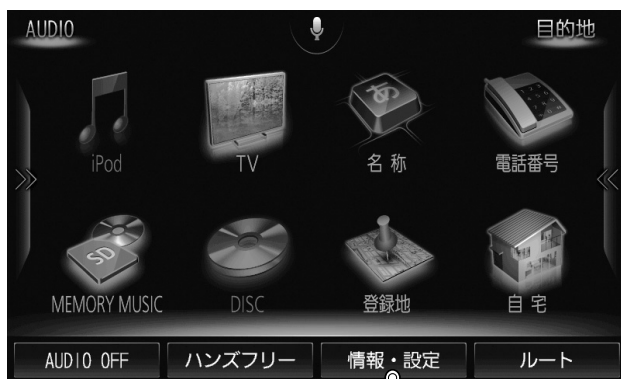 AUDIO 目的地
iPod TV 名称 電話番号
MEMORY MUSIC DISC 登録地 自宅
AUDIO OFF ハンズフリー 情報・設定 ルート